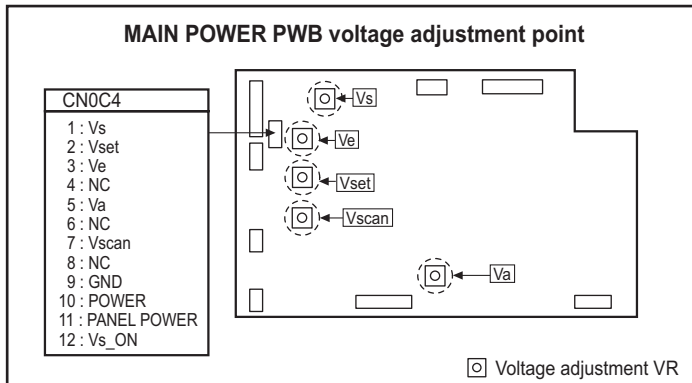 MAIN POWER PWB voltage adjustment point
CN0C4
1 : Vs
2 : Vset
3 : Ve
4 : NC
5 : Va
6 : NC
7 : Vscan
8 : NC
9 : GND
10 : POWER
11 : PANEL POWER
12 : Vs_ON
Vs
Ve
Vset
Vscan
Va
Voltage adjustment VR